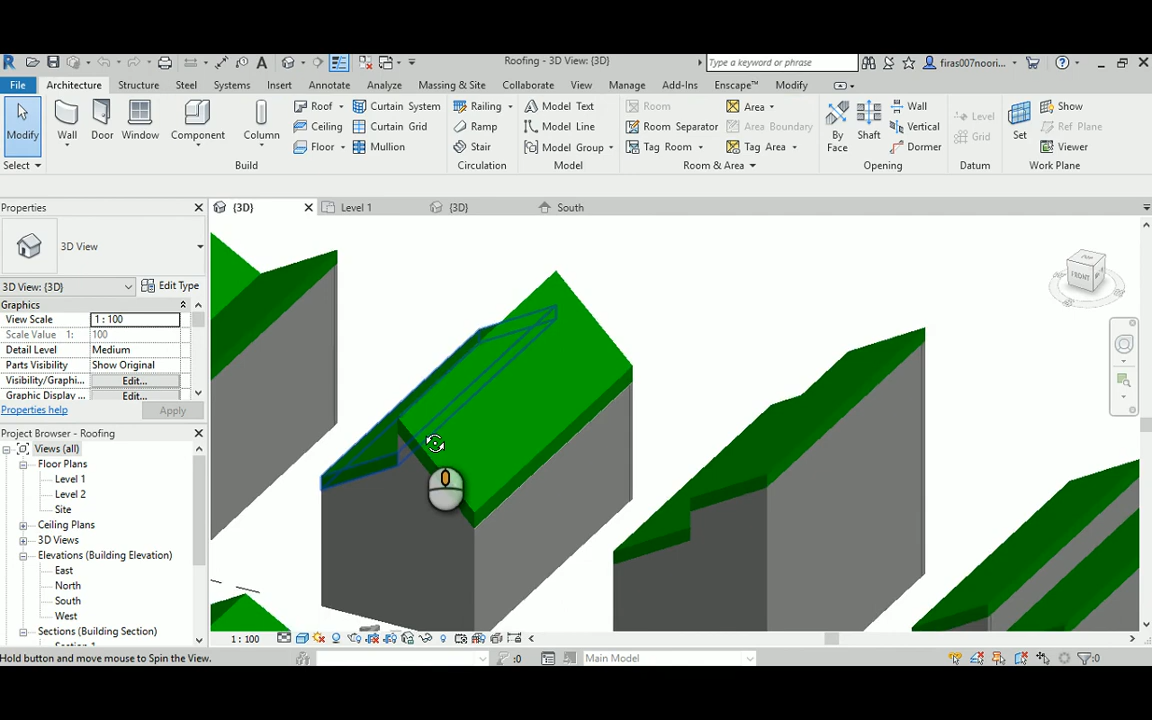 Roofing - 3D View: {3D}
Type a keyword or phrase
firas007noori...
File Architecture Structure Steel Systems Insert Annotate Analyze Massing & Site Collaborate View Manage Add-Ins Enscape™ Modify
Modify
Wall
Door
Window
Component
Column
Roof
Ceiling
Floor
Curtain System
Curtain Grid
Mullion
Railing
Ramp
Stair
Model Text
Model Line
Model Group
Room
Room Separator
Tag Room
Area
Area Boundary
Tag Area
By Face
Shaft
Wall
Vertical
Dormer
Level
Grid
Set
Show
Ref Plane
Viewer
Select Build Circulation Model Room & Area Opening Datum Work Plane
Properties
{3D} Level 1 {3D} South
3D View
3D View: {3D} Edit Type
Graphics
View Scale 1 : 100
Scale Value 1: 100
Detail Level Medium
Parts Visibility Show Original
Visibility/Graphi... Edit...
Graphic Display ... Edit...
Properties help Apply
Project Browser - Roofing
Views (all)
Floor Plans
Level 1
Level 2
Site
Ceiling Plans
3D Views
Elevations (Building Elevation)
East
North
South
West
Sections (Building Section)
FRONT
1 : 100
Hold button and move mouse to Spin the View.
:0
Main Model
:0